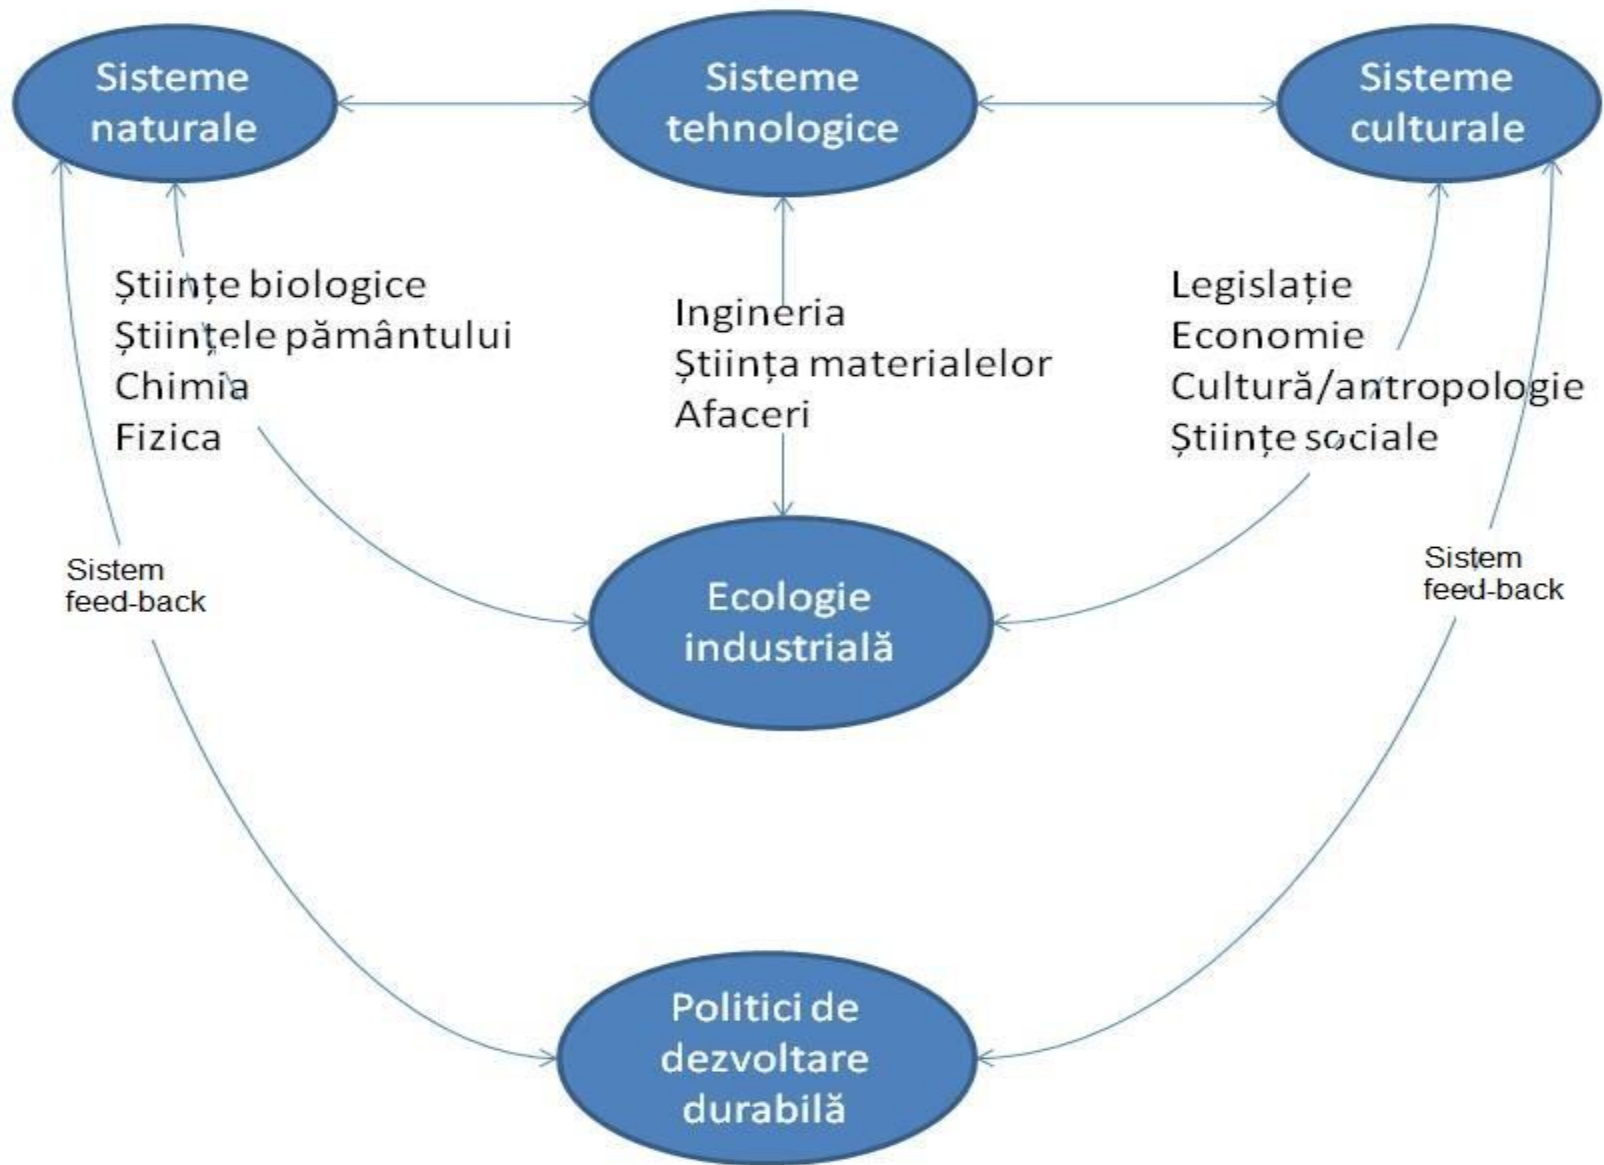 Sisteme
naturale
Sisteme
tehnologice
Sisteme
culturale
Științe biologice
Științele pământului
Chimia
Fizica
Ingineria
Știința materialelor
Afaceri
Legislație
Economie
Cultură/antropologie
Științe sociale
Sistem
feed-back
Sistem
feed-back
Ecologie
industrială
Politici de
dezvoltare
durabilă